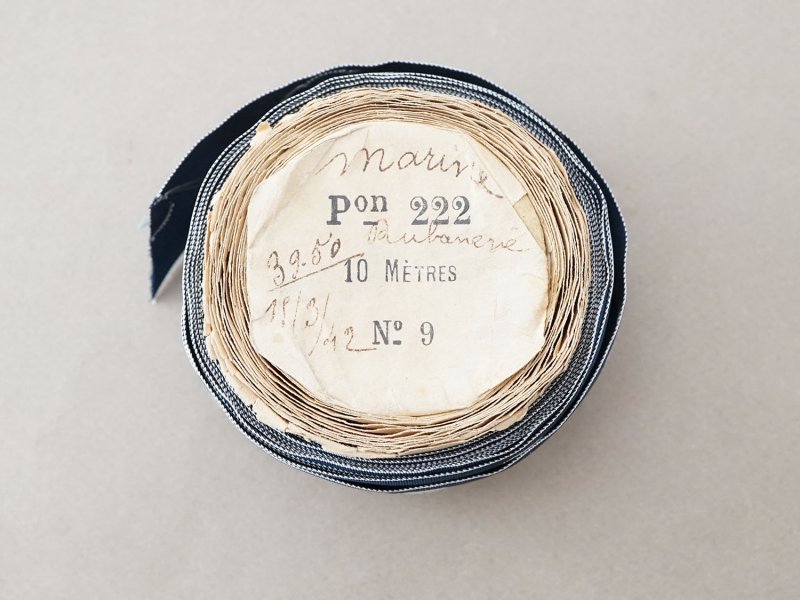 Marine
Pon 222
Rubanerie
39.50
10 MÈTRES
18/3/42
Nº 9